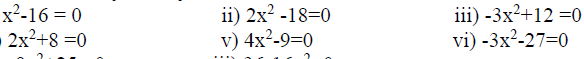 x²-16 = 0 ii) 2x² -18=0 iii) -3x²+12 =0
2x²+8 =0 v) 4x²-9=0 vi) -3x²-27=0